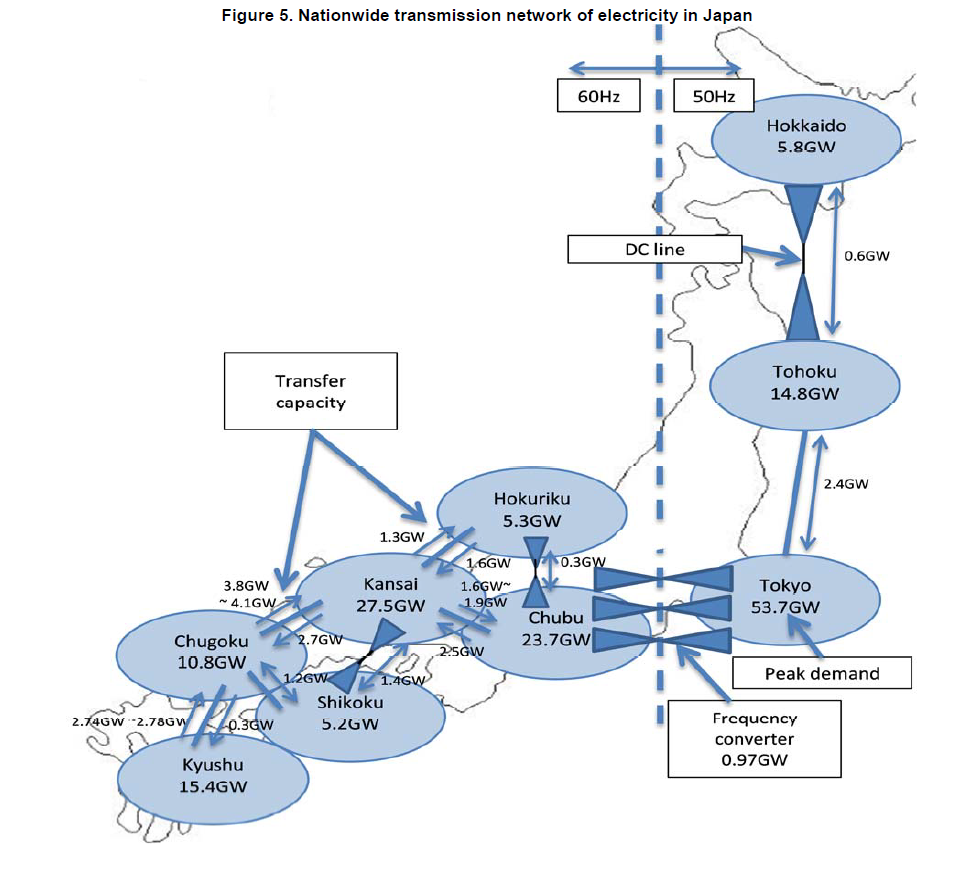 Figure 5. Nationwide transmission network of electricity in Japan
60Hz
50Hz
Hokkaido
5.8GW
DC line
0.6GW
Tohoku
14.8GW
Transfer
capacity
2.4GW
Hokuriku
5.3GW
1.3GW
1.6GW
0.3GW
3.8GW
~ 4.1GW
Kansai
27.5GW
1.6GW~
1.9GW
Chubu
23.7GW
Tokyo
53.7GW
Chugoku
10.8GW
2.7GW
2.5GW
Peak demand
1.2GW
1.4GW
Shikoku
5.2GW
2.74GW ~2.78GW
0.3GW
Frequency
converter
0.97GW
Kyushu
15.4GW